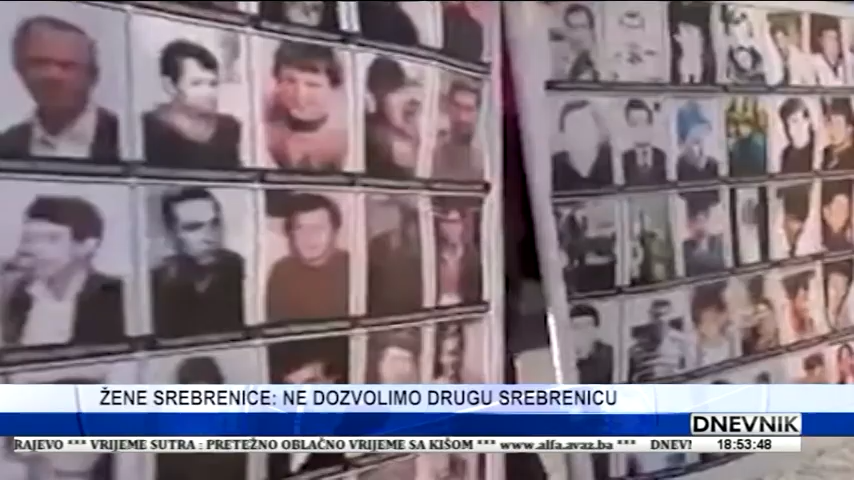 ŽENE SREBRENICE: NE DOZVOLIMO DRUGU SREBRENICU
DNEVNIK
RAJEVO *** VRIJEME SUTRA : PRETEŽNO OBLAČNO VRIJEME SA KIŠOM *** www.alfa.avaz.ba *** DNEVN
18:53:48